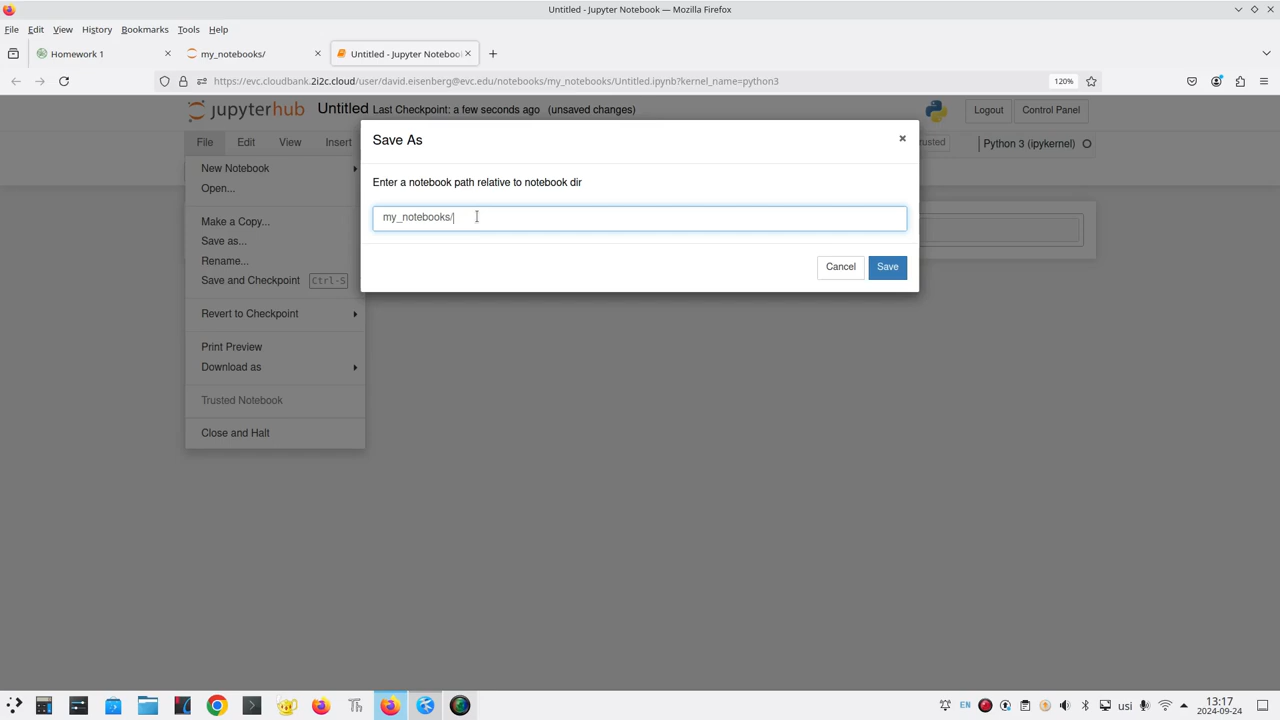 Untitled - Jupyter Notebook — Mozilla Firefox
File Edit View History Bookmarks Tools Help
Homework 1 my_notebooks/ Untitled - Jupyter Noteboo
https://evc.cloudbank.2i2c.cloud/user/david.eisenberg@evc.edu/notebooks/my_notebooks/Untitled.ipynb?kernel_name=python3 120%
jupyterhub Untitled Last Checkpoint: a few seconds ago (unsaved changes) Logout Control Panel
File Edit View Insert rusted Python 3 (ipykernel)
Save As
Enter a notebook path relative to notebook dir
my_notebooks/
Cancel Save
New Notebook
Open...
Make a Copy...
Save as...
Rename...
Save and Checkpoint Ctrl-S
Revert to Checkpoint
Print Preview
Download as
Trusted Notebook
Close and Halt
Th EN usi 13:17
2024-09-24